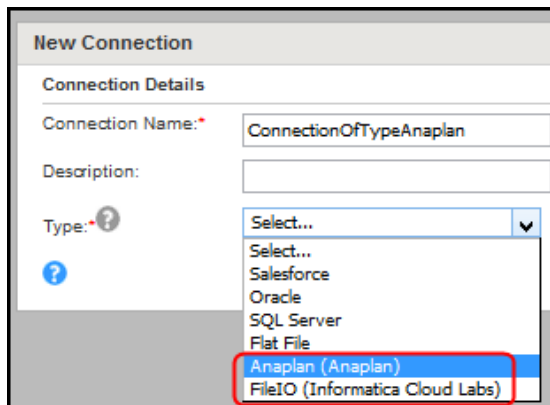 New Connection
Connection Details
Connection Name:* ConnectionOfTypeAnaplan
Description:
Type:* ? Select...
?
Select...
Salesforce
Oracle
SQL Server
Flat File
Anaplan (Anaplan)
FileIO (Informatica Cloud Labs)